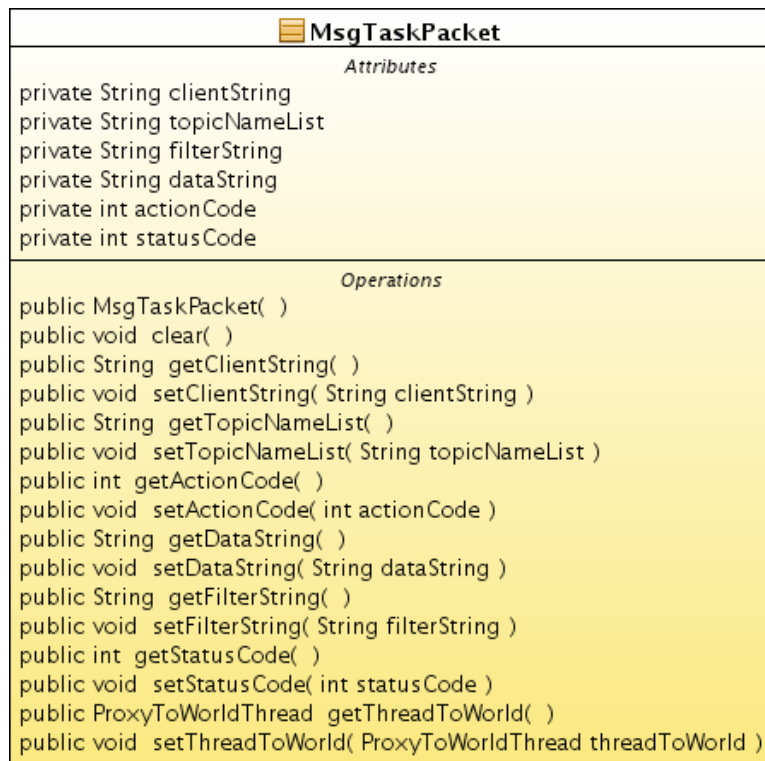 MsgTaskPacket
Attributes
private String clientString
private String topicNameList
private String filterString
private String dataString
private int actionCode
private int statusCode
Operations
public MsgTaskPacket( )
public void clear( )
public String getClientString( )
public void setClientString( String clientString )
public String getTopicNameList( )
public void setTopicNameList( String topicNameList )
public int getActionCode( )
public void setActionCode( int actionCode )
public String getDataString( )
public void setDataString( String dataString )
public String getFilterString( )
public void setFilterString( String filterString )
public int getStatusCode( )
public void setStatusCode( int statusCode )
public ProxyToWorldThread getThreadToWorld( )
public void setThreadToWorld( ProxyToWorldThread threadToWorld )